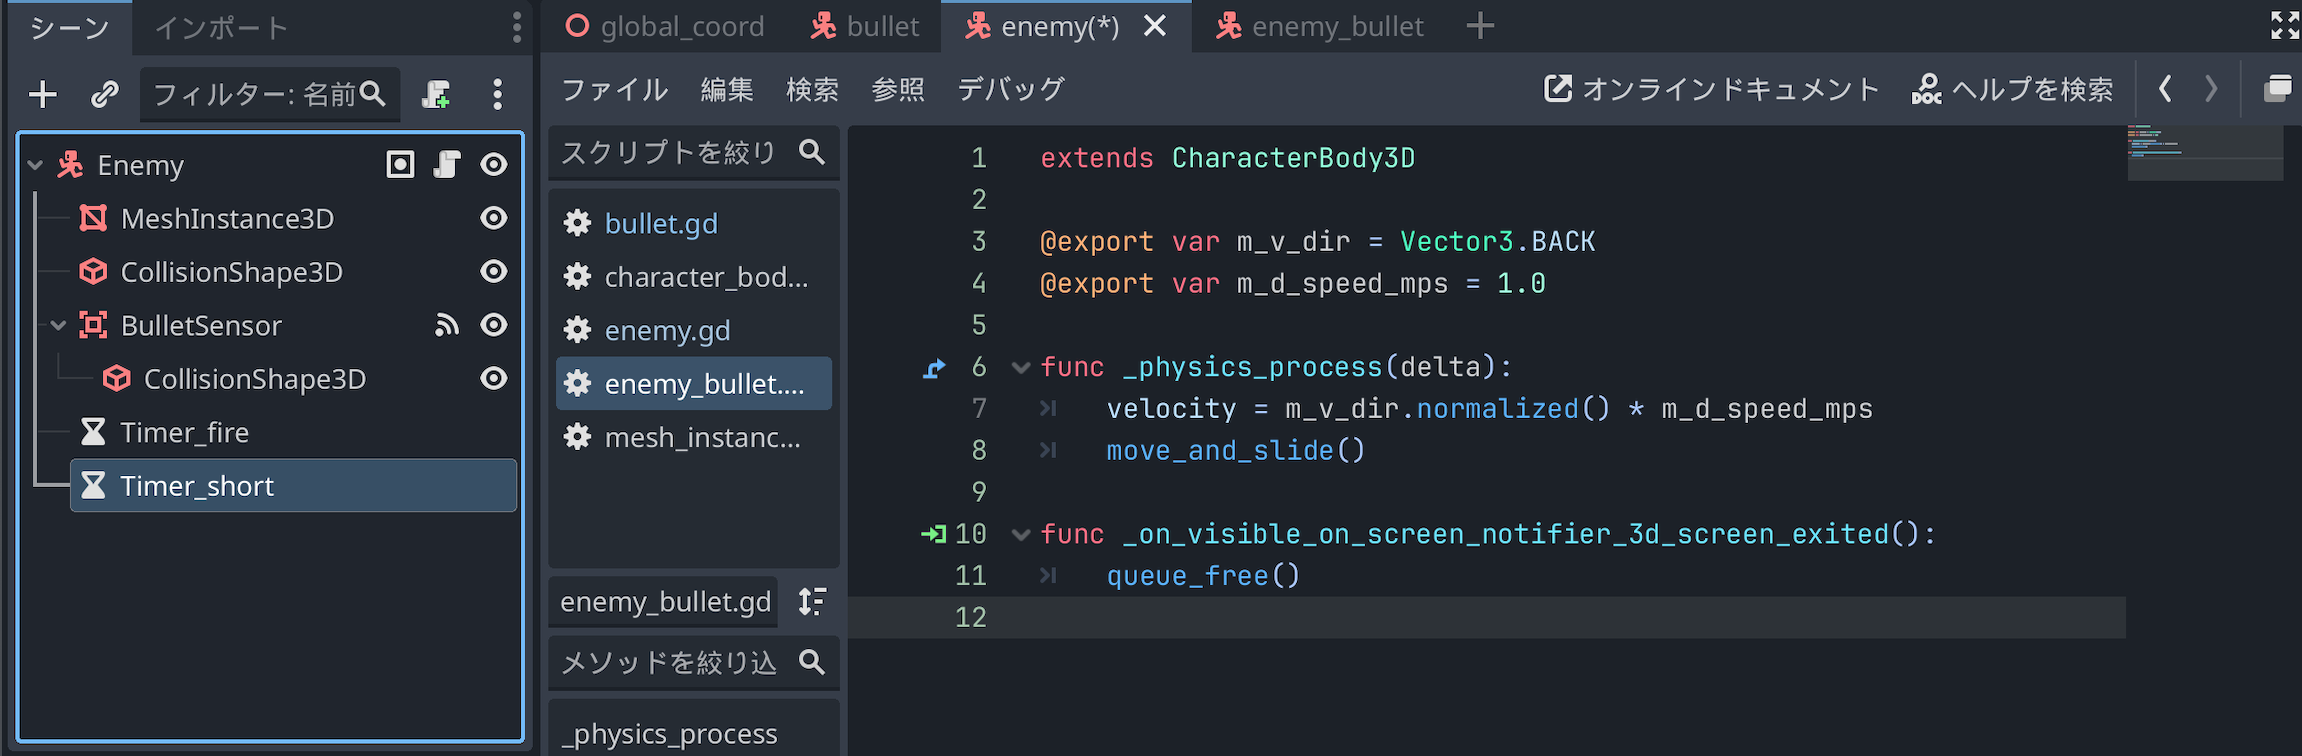 シーン
インポート
フィルター: 名前
Enemy
MeshInstance3D
CollisionShape3D
BulletSensor
CollisionShape3D
Timer_fire
Timer_short
global_coord
bullet
enemy(*)
enemy_bullet
ファイル 編集 検索 参照 デバッグ
オンラインドキュメント
DOC ヘルプを検索
スクリプトを絞り
bullet.gd
character_bod...
enemy.gd
enemy_bullet....
mesh_instanc...
enemy_bullet.gd
メソッドを絞り込
_physics_process
1 extends CharacterBody3D
2
3 @export var m_v_dir = Vector3.BACK
4 @export var m_d_speed_mps = 1.0
5
6 func _physics_process(delta):
7 velocity = m_v_dir.normalized() * m_d_speed_mps
8 move_and_slide()
9
10 func _on_visible_on_screen_notifier_3d_screen_exited():
11 queue_free()
12